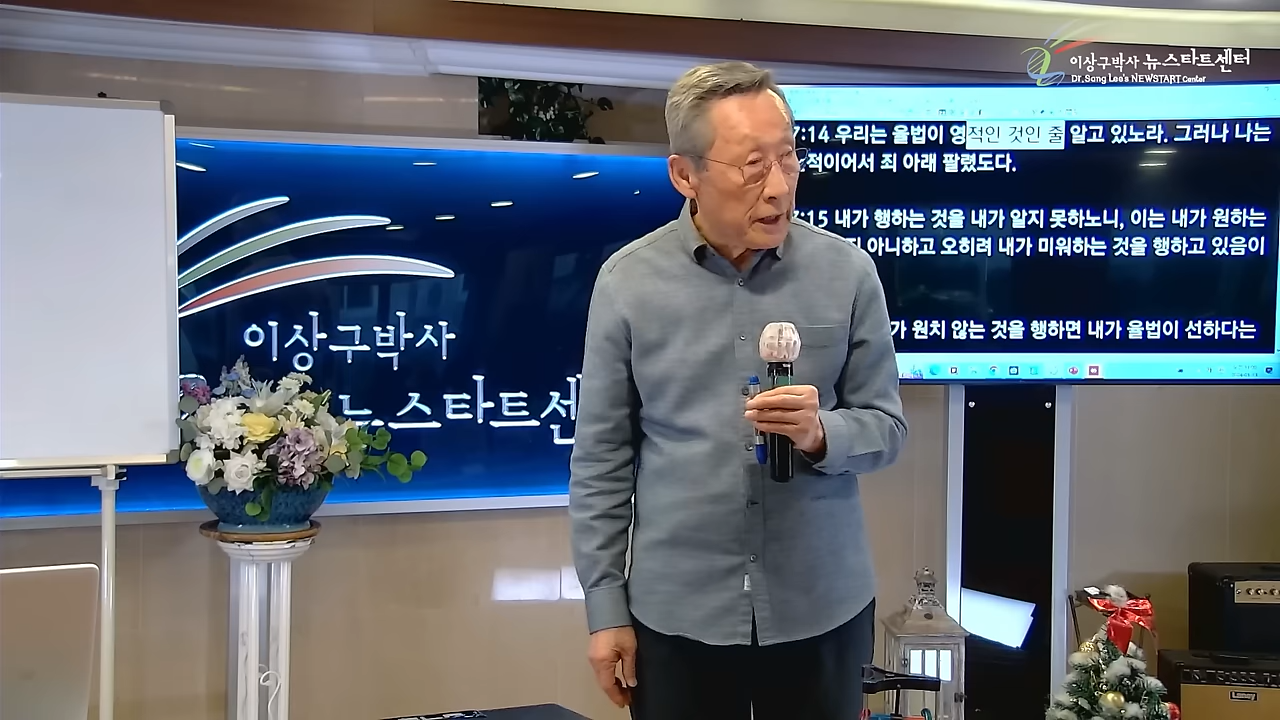 이상구박사 뉴스타트센터
Dr. Sang Lee's NEWSTART Center
7:14 우리는 율법이 영적인 것인 줄 알고 있노라. 그러나 나는
적이어서 죄 아래 팔렸도다.
7:15 내가 행하는 것을 내가 알지 못하노니, 이는 내가 원하는
아니하고 오히려 내가 미워하는 것을 행하고 있음이
가 원치 않는 것을 행하면 내가 율법이 선하다는
이상구박사
뉴스타트센
Laney